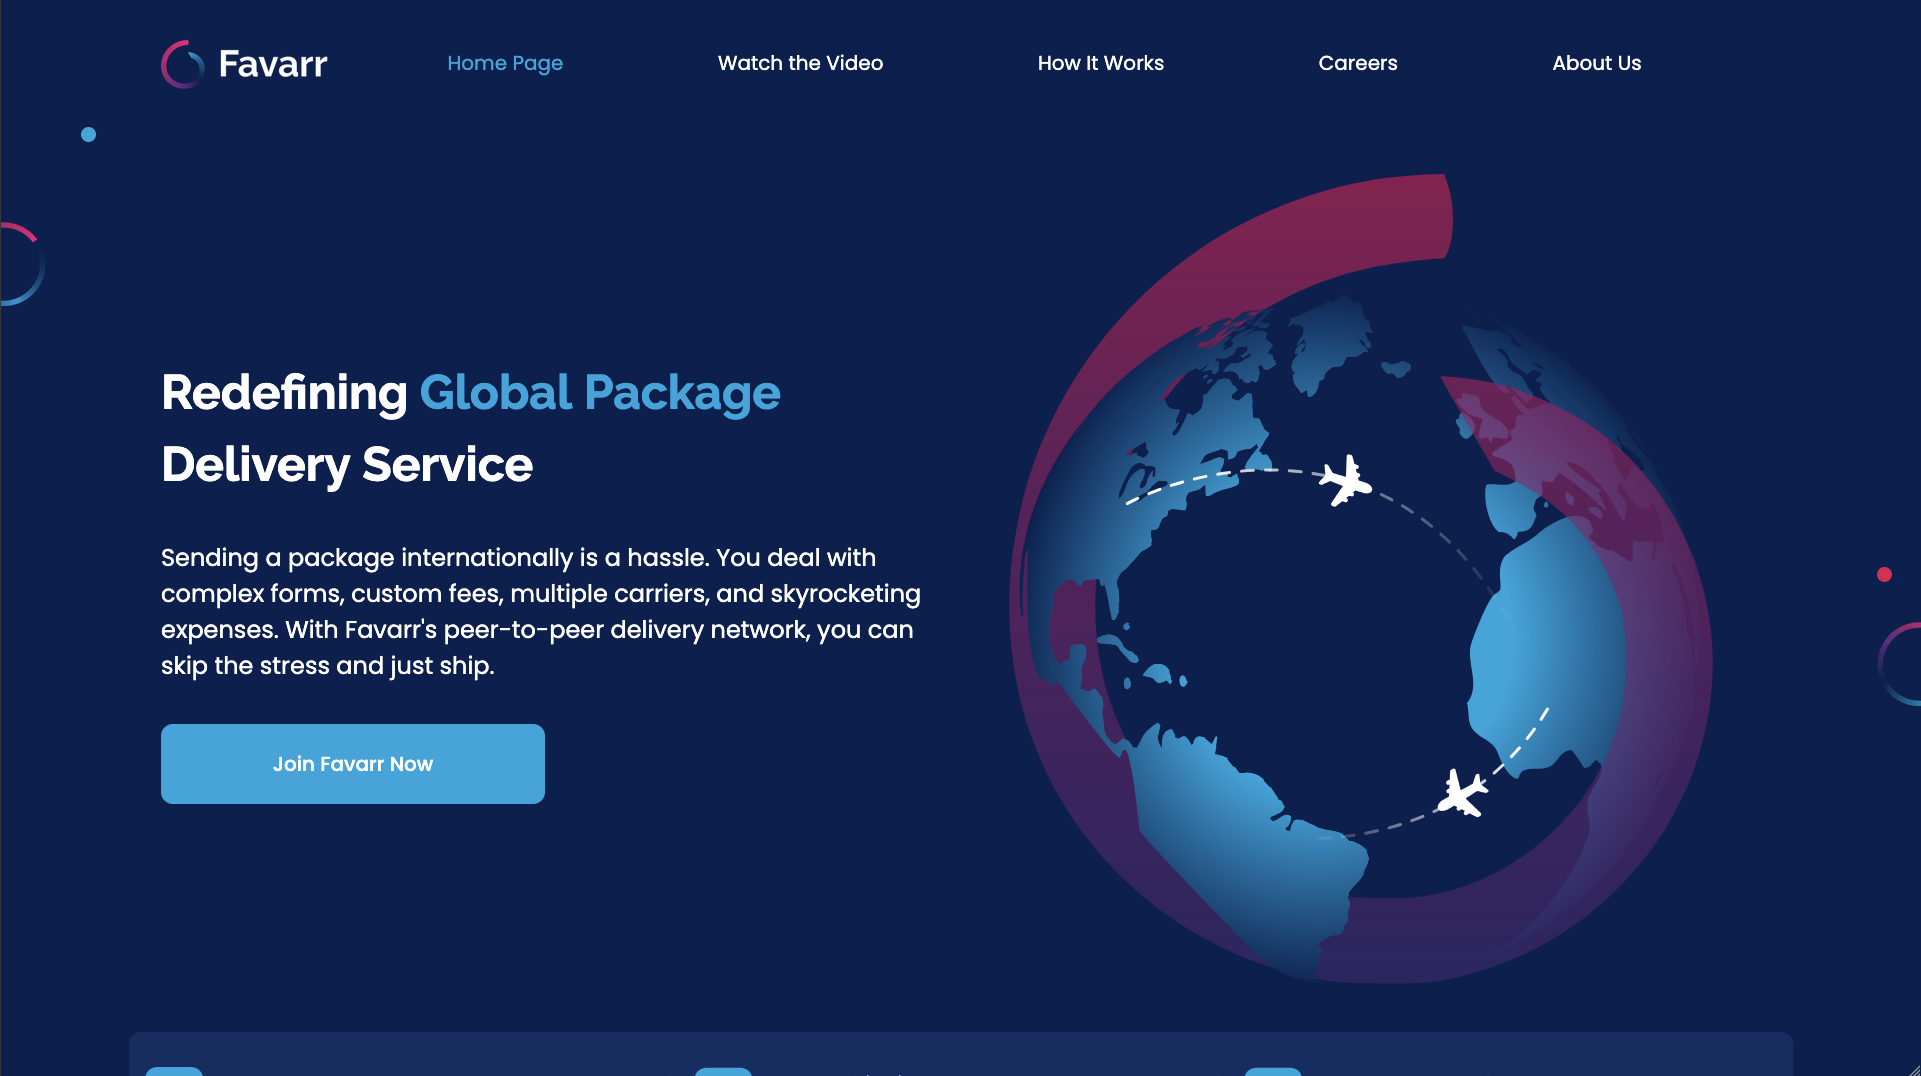 Favarr
Home Page
Watch the Video
How It Works
Careers
About Us
Redefining Global Package
Delivery Service
Sending a package internationally is a hassle. You deal with
complex forms, custom fees, multiple carriers, and skyrocketing
expenses. With Favarr's peer-to-peer delivery network, you can
skip the stress and just ship.
Join Favarr Now